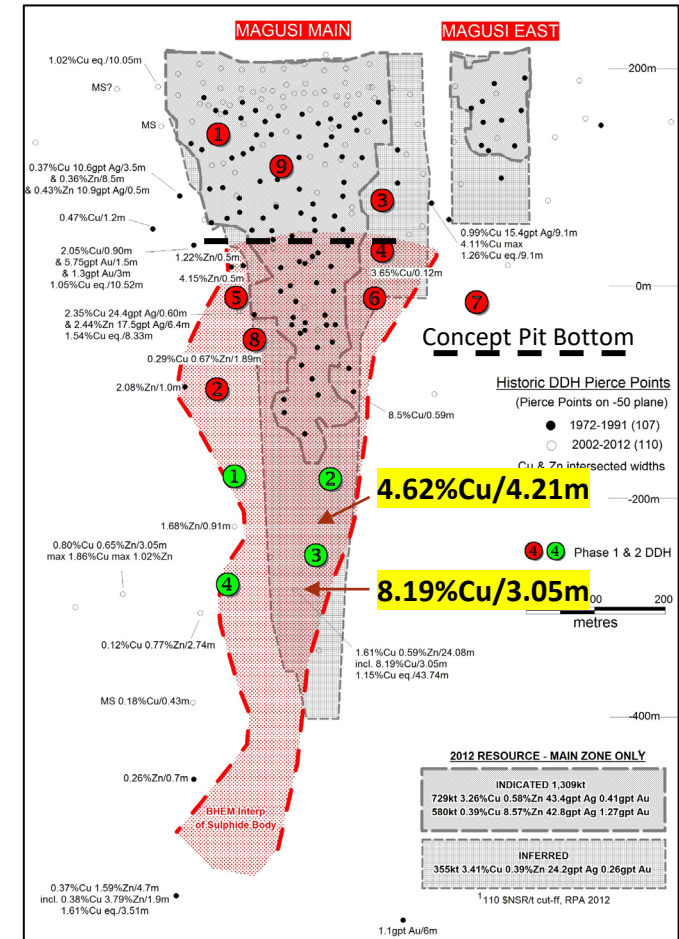 MAGUSI MAIN
MAGUSI EAST
1.02%Cu eq./10.05m
200m
MS?
MS
1
9
3
0.37%Cu 10.6gpt Ag/3.5m
& 0.36%Zn/8.5m
& 0.43%Zn 10.9gpt Ag/0.5m
0.47%Cu/1.2m
0.99%Cu 15.4gpt Ag/9.1m
4.11%Cu max
1.26%Cu eq./9.1m
2.05%Cu/0.90m
& 5.75gpt Au/1.5m
& 1.3gpt Au/3m
1.05%Cu eq./10.52m
1.22%Zn/0.5m
4
3.65%Cu/0.12m
4.15%Zn/0.5m
0m
5
6
7
2.35%Cu 24.4gpt Ag/0.60m
& 2.44%Zn 17.5gpt Ag/6.4m
1.54%Cu eq./8.33m
8
Concept Pit Bottom
0.29%Cu 0.67%Zn/1.89m
2.08%Zn/1.0m
2
8.5%Cu/0.59m
Historic DDH Pierce Points
(Pierce Points on -50 plane)
1972-1991 (107)
2002-2012 (110)
Cu & Zn intersected widths
1
2
4.62%Cu/4.21m
-200m
1.68%Zn/0.91m
0.80%Cu 0.65%Zn/3.05m
max 1.86%Cu max 1.02%Zn
3
4 4 Phase 1 & 2 DDH
4
8.19%Cu/3.05m
00 200
metres
0.12%Cu 0.77%Zn/2.74m
1.61%Cu 0.59%Zn/24.08m
incl. 8.19%Cu/3.05m
1.15%Cu eq./43.74m
MS 0.18%Cu/0.43m
-400m
2012 RESOURCE - MAIN ZONE ONLY
INDICATED 1,309kt
729kt 3.26%Cu 0.58%Zn 43.4gpt Ag 0.41gpt Au
580kt 0.39%Cu 8.57%Zn 42.8gpt Ag 1.27gpt Au
0.26%Zn/0.7m
BHEM Interp
of Sulphide Body
INFERRED
355kt 3.41%Cu 0.39%Zn 24.2gpt Ag 0.26gpt Au
1 110 $NSR/t cut-ff, RPA 2012
0.37%Cu 1.59%Zn/4.7m
incl. 0.38%Cu 3.79%Zn/1.9m
1.61%Cu eq./3.51m
1.1gpt Au/6m